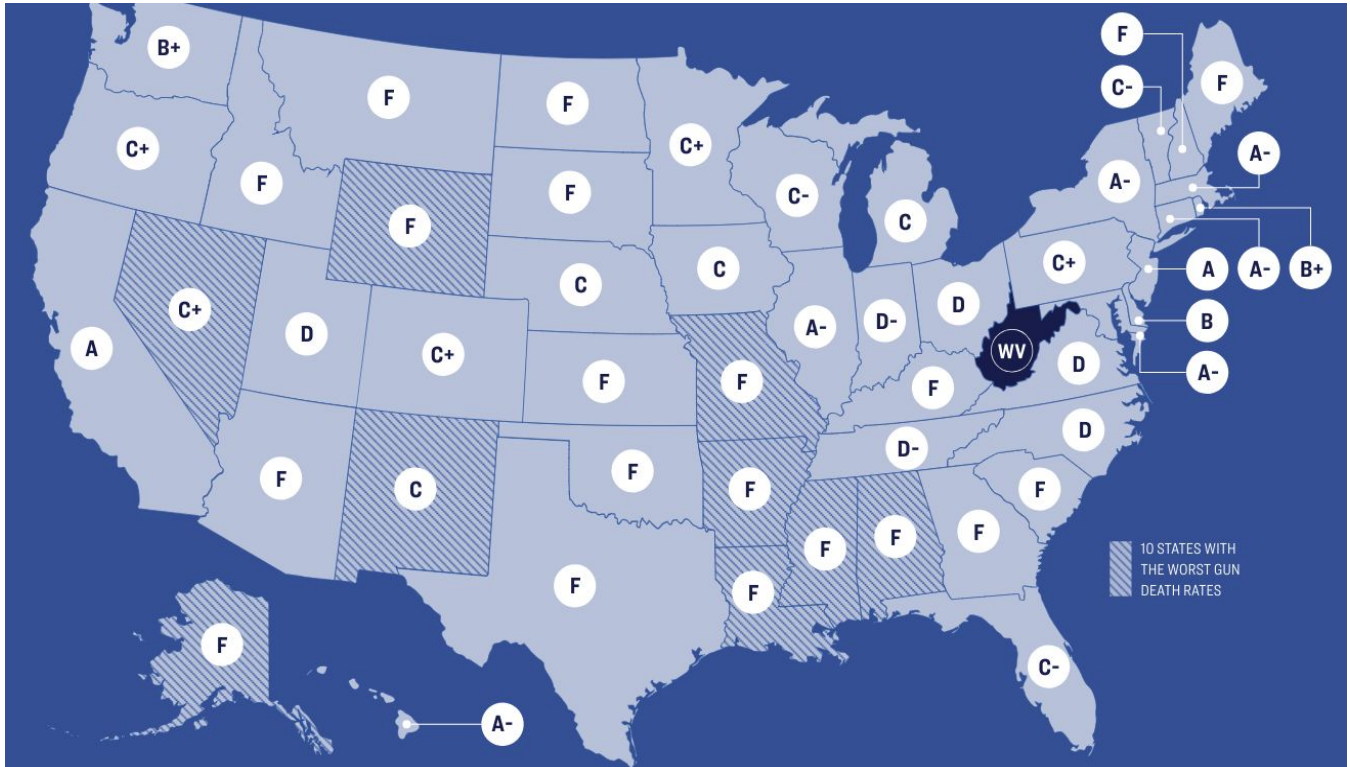 B+
F
F
F
C-
F
C+
C+
A-
F
A-
F
F
C-
C
F
C+
C
C
A
A-
B+
C
D
A-
D-
B
D
C+
A
WV
D
A-
F
F
F
D
D-
F
F
C
F
F
F
F
F
10 STATES WITH
THE WORST GUN
DEATH RATES
F
F
F
C-
A-